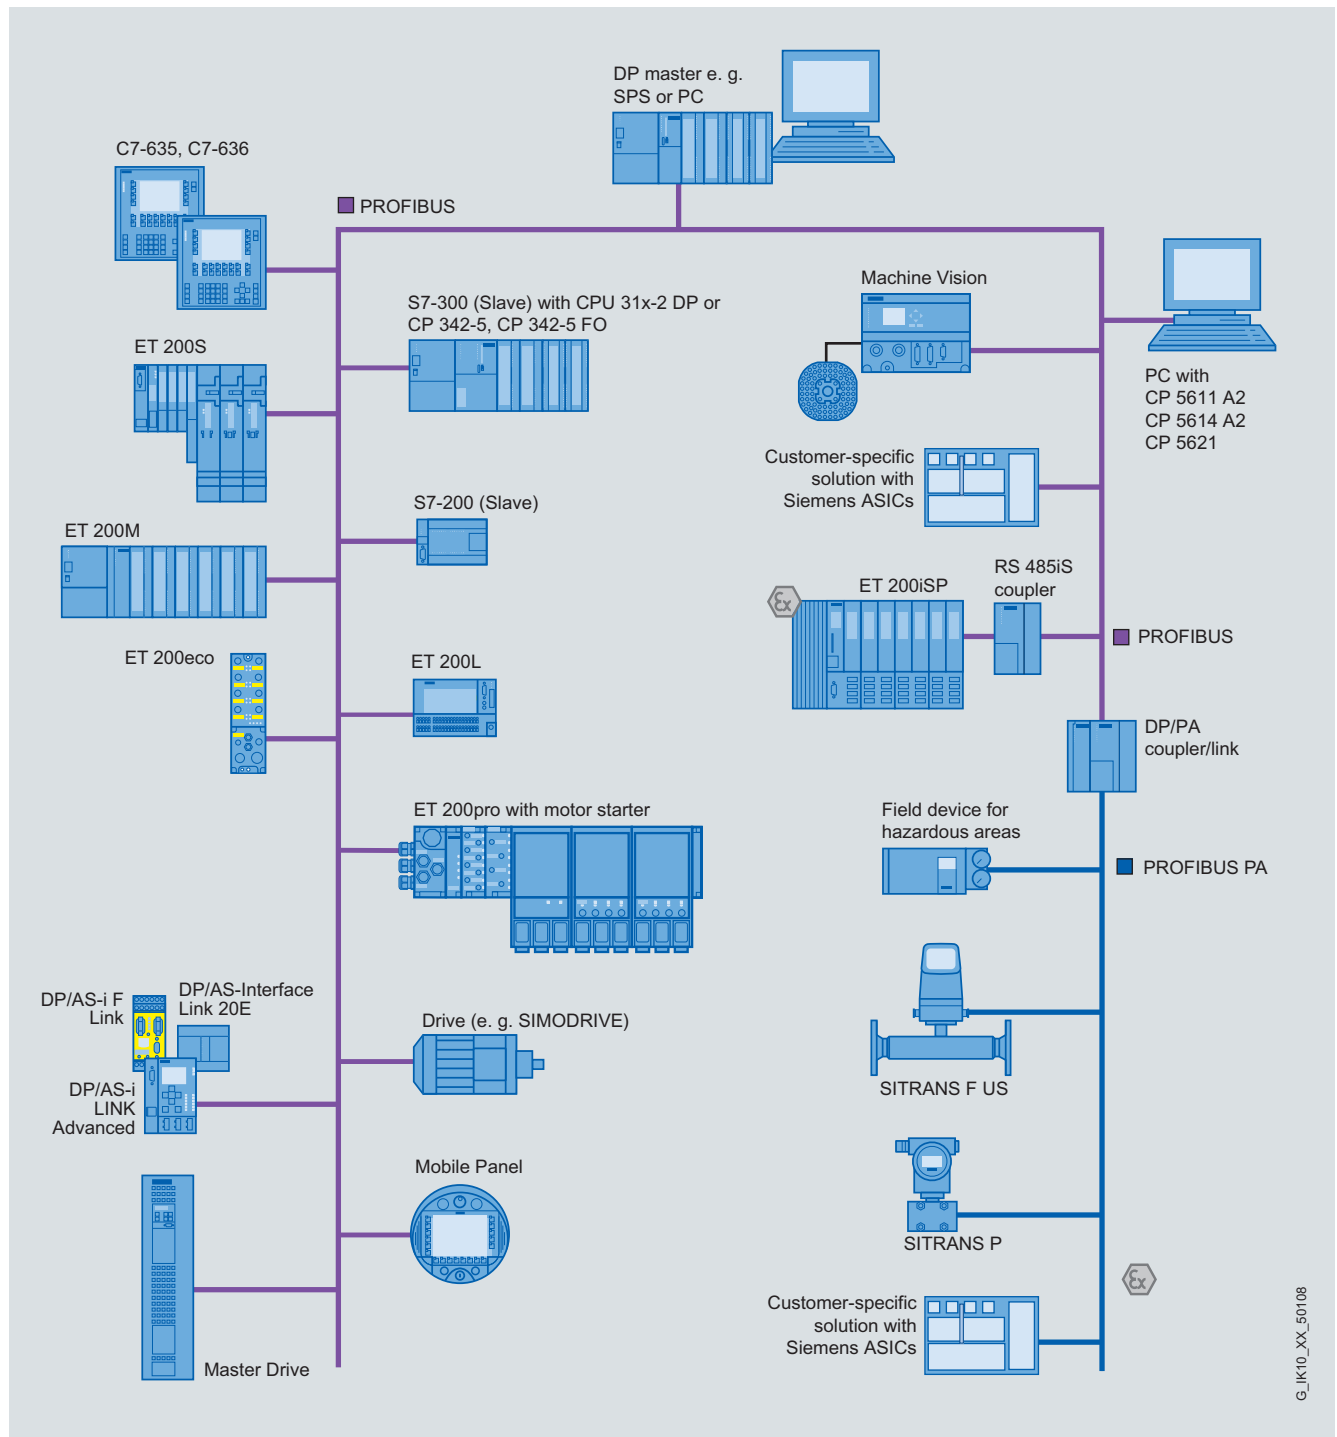 DP master e. g.
SPS or PC
C7-635, C7-636
PROFIBUS
Machine Vision
S7-300 (Slave) with CPU 31x-2 DP or
CP 342-5, CP 342-5 FO
ET 200S
PC with
CP 5611 A2
CP 5614 A2
CP 5621
Customer-specific
solution with
Siemens ASICs
S7-200 (Slave)
ET 200M
RS 485iS
coupler
ET 200iSP
Ex
PROFIBUS
ET 200eco
ET 200L
DP/PA
coupler/link
ET 200pro with motor starter
Field device for
hazardous areas
PROFIBUS PA
DP/AS-i F
Link
DP/AS-Interface
Link 20E
Drive (e. g. SIMODRIVE)
DP/AS-i
LINK
Advanced
SITRANS F US
Mobile Panel
SITRANS P
Ex
Customer-specific
solution with
Siemens ASICs
Master Drive
G_IK10_XX_50108